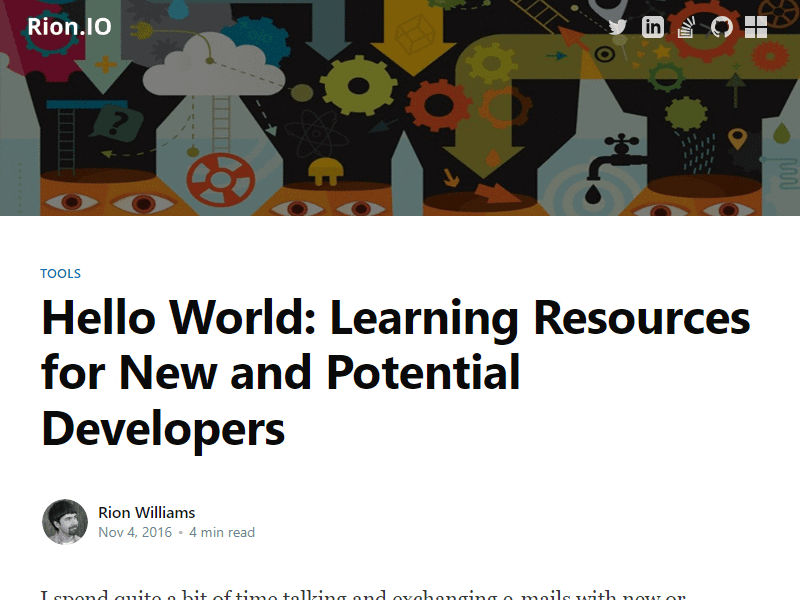 Rion.IO
?
TOOLS
Hello World: Learning Resources
for New and Potential
Developers
Rion Williams
Nov 4, 2016 • 4 min read
I spend quite a bit of time talking and exchanging e-mails with new or